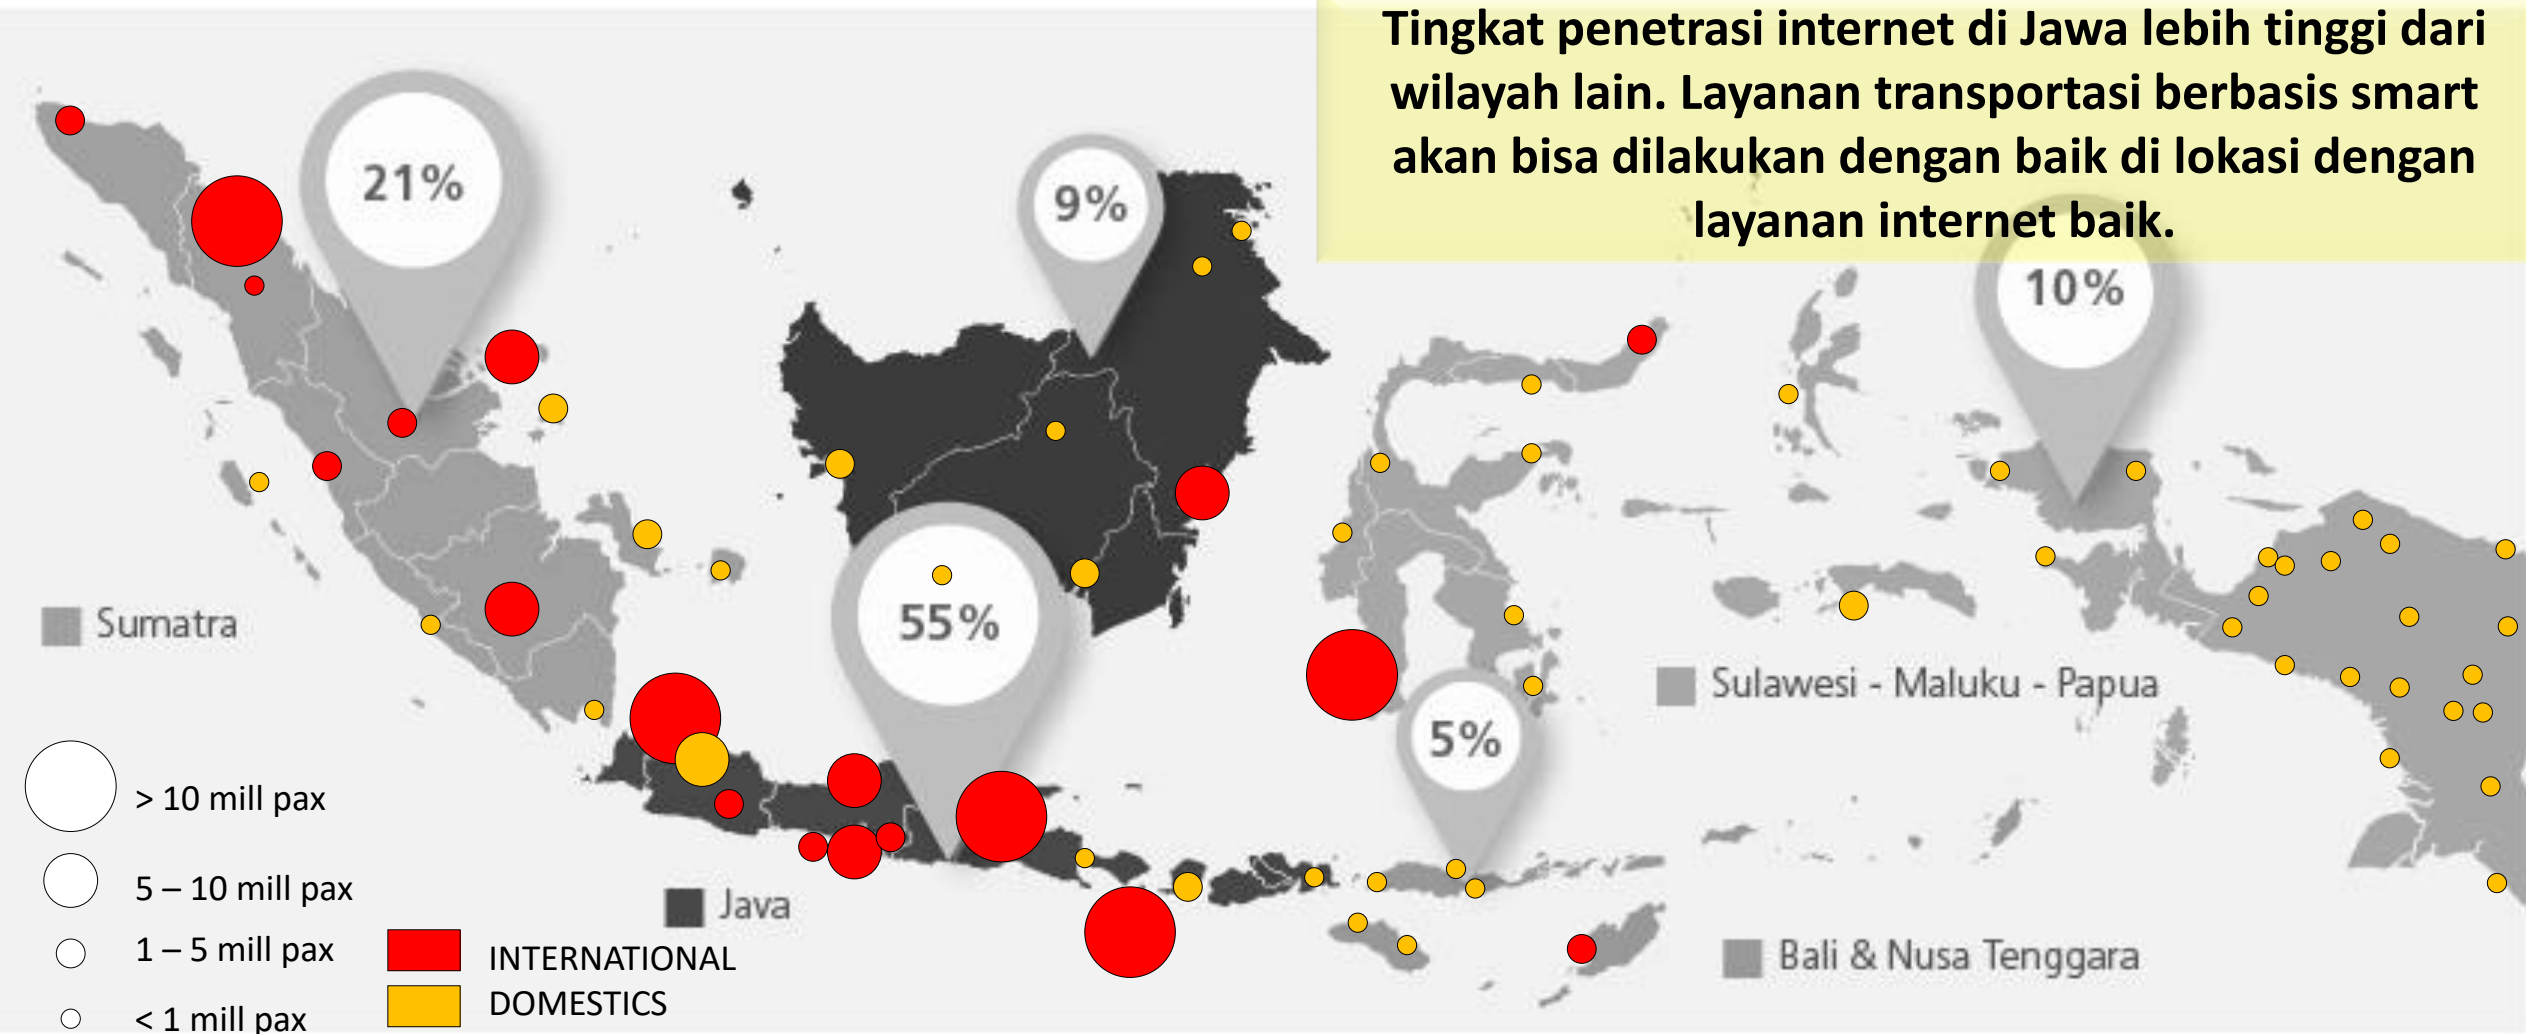 Tingkat penetrasi internet di Jawa lebih tinggi dari
wilayah lain. Layanan transportasi berbasis smart
akan bisa dilakukan dengan baik di lokasi dengan
layanan internet baik.
21%
9%
10%
55%
5%
Sumatra
Sulawesi - Maluku - Papua
Java
Bali & Nusa Tenggara
> 10 mill pax
5 – 10 mill pax
1 – 5 mill pax
< 1 mill pax
INTERNATIONAL
DOMESTICS